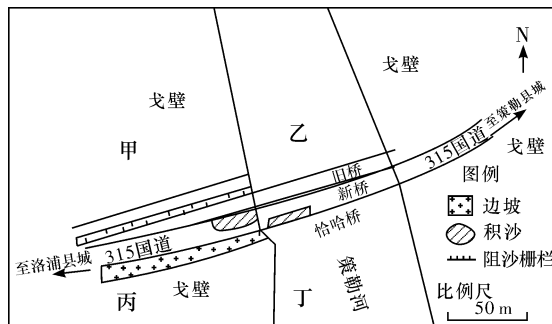 N
戈壁
戈壁
甲
乙
至策勒县城
315国道
戈壁
旧桥
新桥
恰哈桥
图例
边坡
积沙
阻沙栅栏
315国道
至洛浦县城
丙
戈壁
丁
策勒河
比例尺
50 m